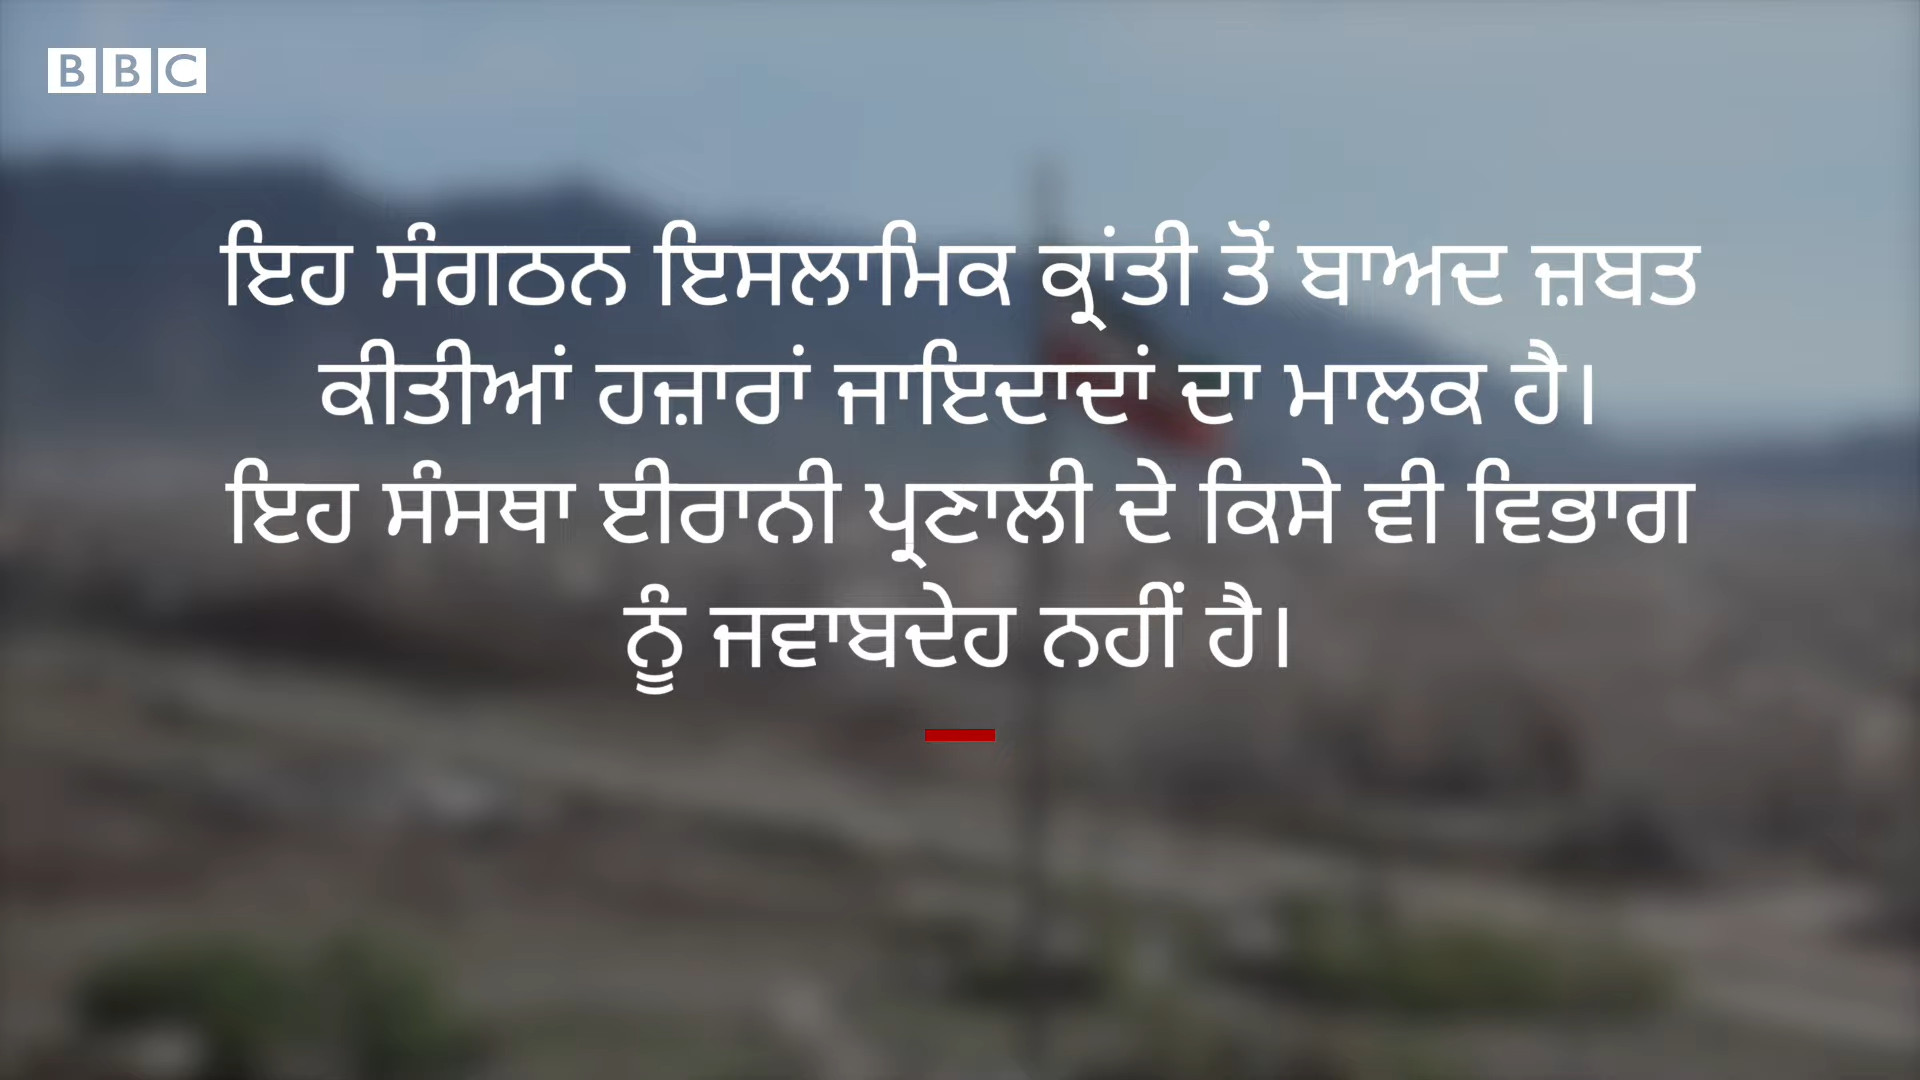 BBC
ਇਹ ਸੰਗਠਨ ਇਸਲਾਮਿਕ ਕ੍ਰਾਂਤੀ ਤੋਂ ਬਾਅਦ ਜ਼ਬਤ
ਕੀਤੀਆਂ ਹਜ਼ਾਰਾਂ ਜਾਇਦਾਦਾਂ ਦਾ ਮਾਲਕ ਹੈ।
ਇਹ ਸੰਸਥਾ ਈਰਾਨੀ ਪ੍ਰਣਾਲੀ ਦੇ ਕਿਸੇ ਵੀ ਵਿਭਾਗ
ਨੂੰ ਜਵਾਬਦੇਹ ਨਹੀਂ ਹੈ।